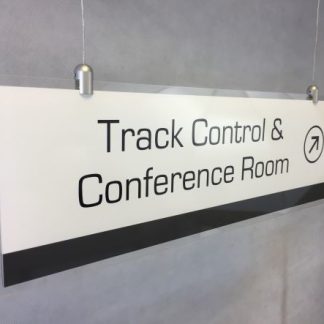 Track Control &
Conference Room